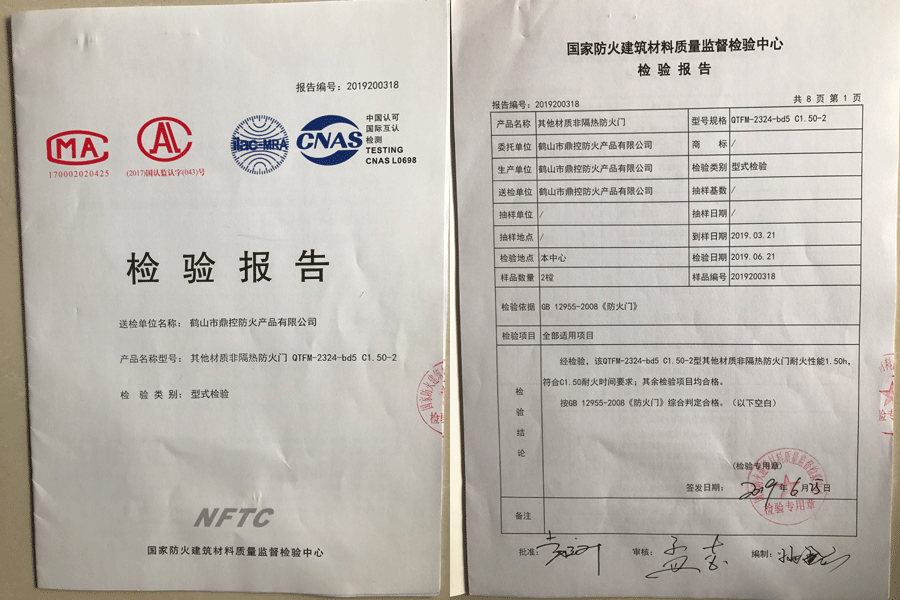 报告编号: 2019200318
MA
170002020425
CAL
(2017)国认监认字(043)号
ilac-MRA
CNAS
中国认可
国际互认
检测
TESTING
CNAS L0698
检 验 报 告
送检单位名称: 鹤山市鼎控防火产品有限公司
产品名称型号: 其他材质非隔热防火门 QTFM-2324-bd5 C1.50-2
检 验 类 别: 型式检验
NFTC
国家防火建筑材料质量监督检验中心
国家防火建筑材料质量监督检验中心
检 验 报 告
报告编号: 2019200318
共 8 页 第 1 页
产品名称 其他材质非隔热防火门 型号规格 QTFM-2324-bd5 C1.50-2
委托单位 鹤山市鼎控防火产品有限公司 商 标 /
生产单位 鹤山市鼎控防火产品有限公司 检验类别 型式检验
送检单位 鹤山市鼎控防火产品有限公司 抽样基数 /
抽样单位 / 抽样日期 /
抽样地点 / 到样日期 2019.03.21
检验地点 本中心 检验日期 2019.06.21
样品数量 2樘 样品编号 2019200318
检验依据 GB 12955-2008《防火门》
检验项目 全部适用项目
检验结论
经检验, 该QTFM-2324-bd5 C1.50-2型其他材质非隔热防火门耐火性能1.50h,
符合C1.50耐火时间要求; 其余检验项目均合格。
按GB 12955-2008《防火门》综合判定合格。(以下空白)
(检验专用章)
签发日期: 2019年6月25日
检验专用章
备注
批准: 审核: 编制: